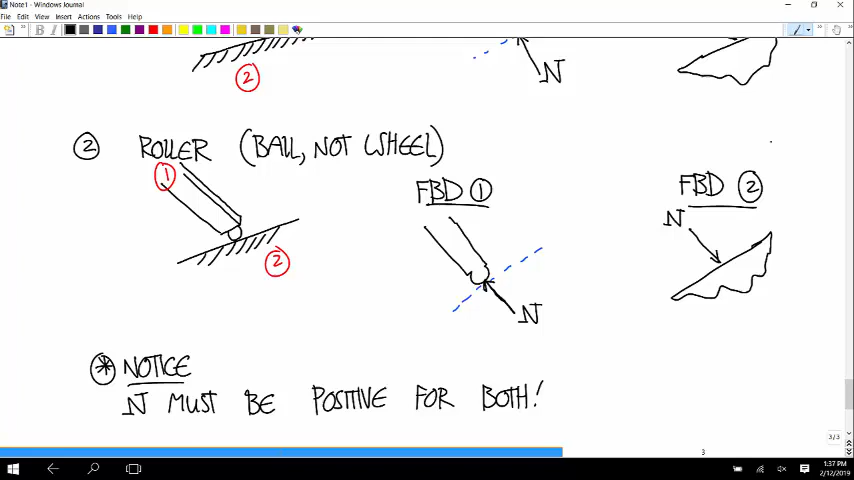 Note1 - Windows Journal
File Edit View Insert Actions Tools Help
B I
② N
② ROLLER (BALL, NOT WHEEL)
① FBD ① FBD ②
N
②
N
* NOTICE
N MUST BE POSITIVE FOR BOTH!
3/3
3
1:37 PM
2/12/2019